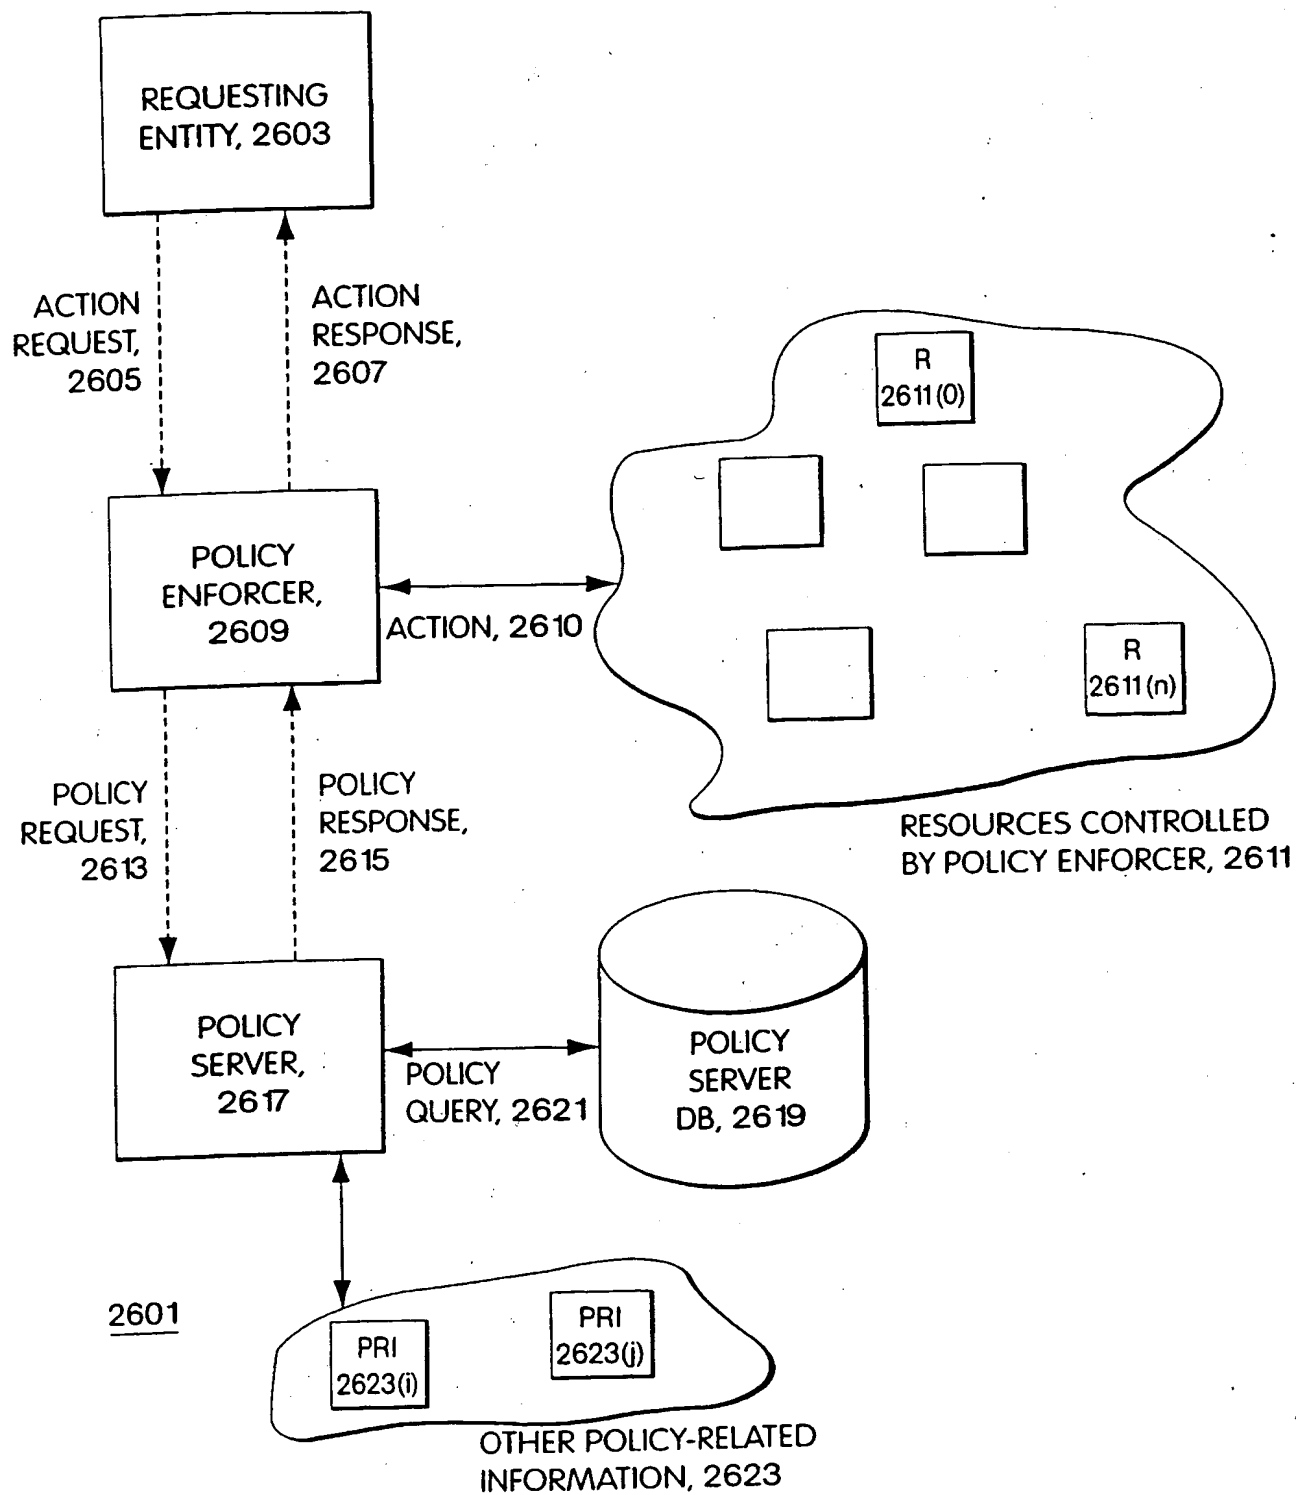 REQUESTING
ENTITY, 2603
ACTION
REQUEST,
2605
ACTION
RESPONSE,
2607
R
2611(0)
POLICY
ENFORCER,
2609
ACTION, 2610
R
2611(n)
POLICY
REQUEST,
2613
POLICY
RESPONSE,
2615
RESOURCES CONTROLLED
BY POLICY ENFORCER, 2611
POLICY
SERVER,
2617
POLICY
QUERY, 2621
POLICY
SERVER
DB, 2619
2601
PRI
2623(i)
PRI
2623(j)
OTHER POLICY-RELATED
INFORMATION, 2623